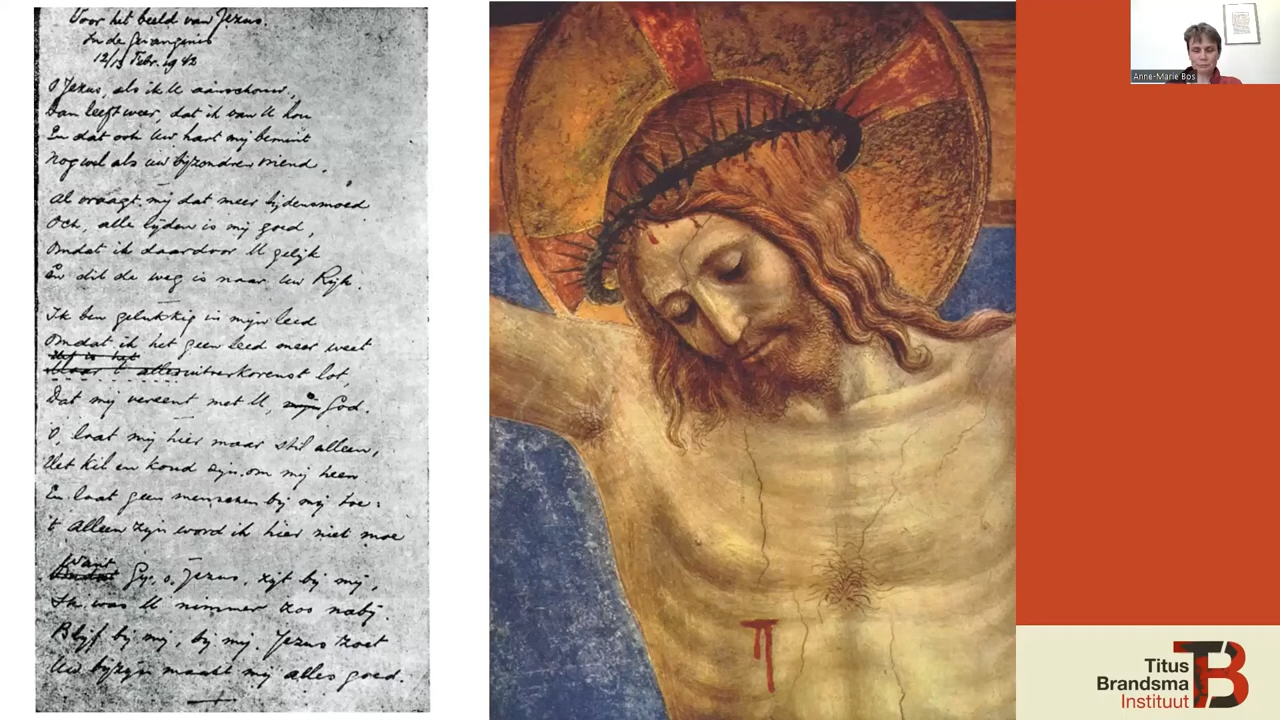 Voor het beeld van Jezus.
In de gevangenis
12/13 Febr. 1942
O Jezus, als ik U aanschouw,
Dan leeft weer, dat ik van U hou
En dat ook Uw hart mij bemint
Nog wel als uw bijzondren vriend.
Al vraagt mij dat meer lijdensmoed
Och, alle lijden is mij goed,
Omdat ik daardoor U gelijk
En dit de weg is naar Uw Rijk.
Ik ben gelukkig in mijn leed
Omdat ik het geen leed meer weet
Maar 't alleruitverkorenst lot,
Dat mij vereent met U, mijn God.
O, laat mij hier maar stil alleen,
Het kil en koud zijn om mij heen
En laat geen menschen bij mij toe:
't Alleen zijn word ik hier niet moe
Want Gij, o Jezus, zijt bij mij,
Ik was U nimmer zoo nabij.
Blijf bij mij, bij mij, Jezus zoet
Uw bijzijn maakt mij alles goed.
Anne-Marie Bos
TB
Titus
Brandsma
Instituut